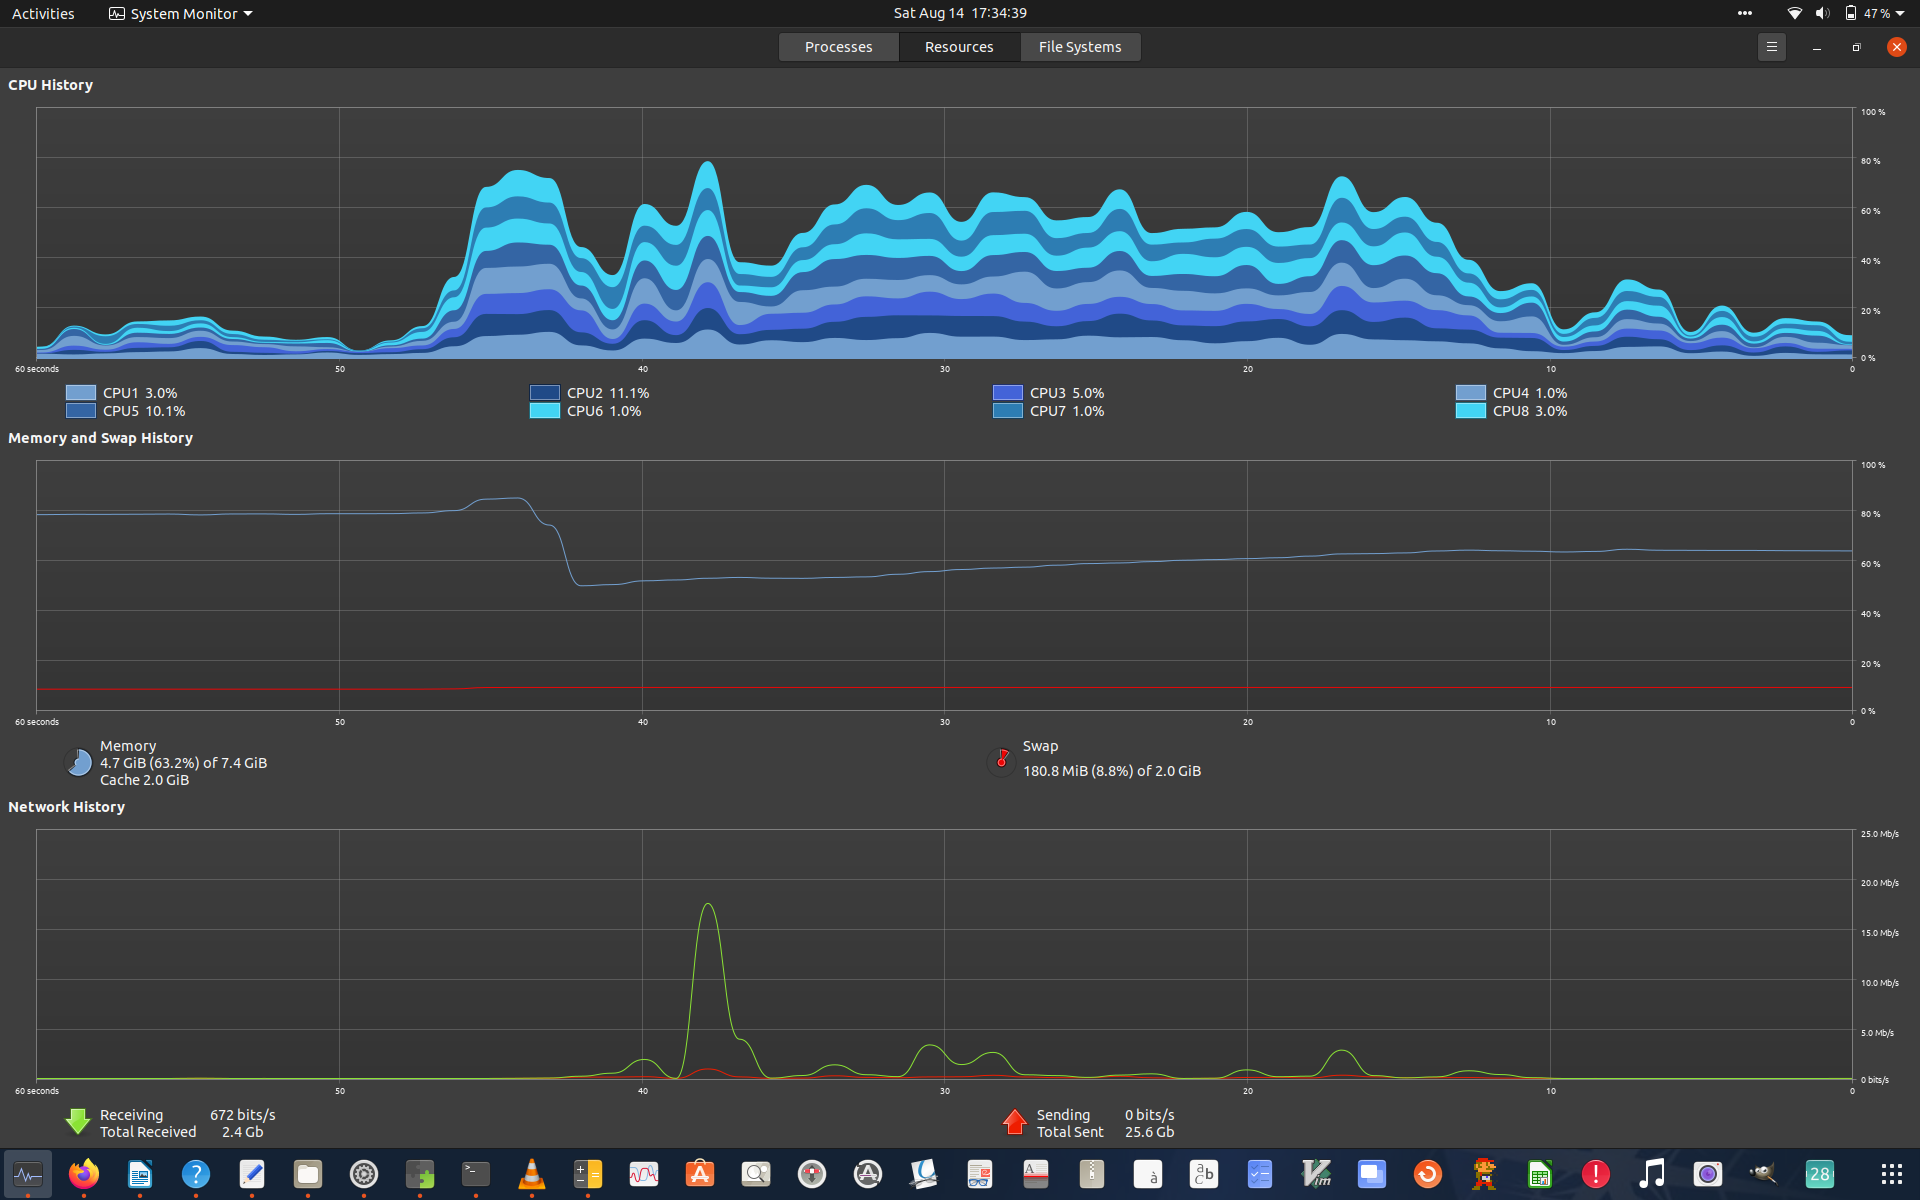 Activities System Monitor Sat Aug 14 17:34:39 47 %
Processes Resources File Systems
CPU History
100 %
80 %
60 %
40 %
20 %
0 %
60 seconds 50 40 30 20 10 0
CPU1 3.0% CPU2 11.1% CPU3 5.0% CPU4 1.0%
CPU5 10.1% CPU6 1.0% CPU7 1.0% CPU8 3.0%
Memory and Swap History
100 %
80 %
60 %
40 %
20 %
0 %
60 seconds 50 40 30 20 10 0
Memory
4.7 GiB (63.2%) of 7.4 GiB
Cache 2.0 GiB
Swap
180.8 MiB (8.8%) of 2.0 GiB
Network History
25.0 Mb/s
20.0 Mb/s
15.0 Mb/s
10.0 Mb/s
5.0 Mb/s
0 bits/s
60 seconds 50 40 30 20 10 0
Receiving 672 bits/s
Total Received 2.4 Gb
Sending 0 bits/s
Total Sent 25.6 Gb
28